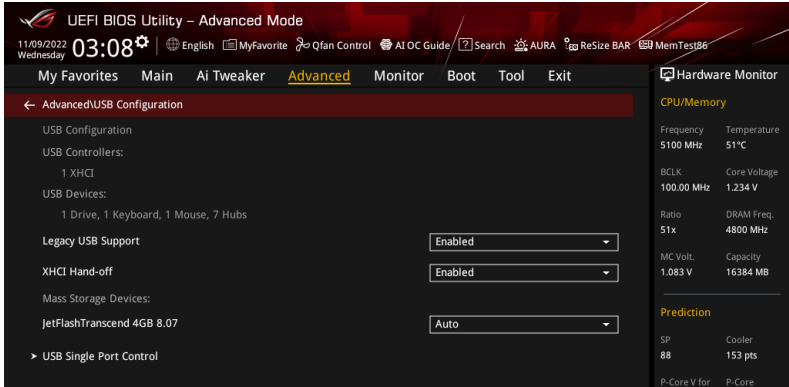 UEFI BIOS Utility – Advanced Mode
11/09/2022 Wednesday 03:08 English MyFavorite Qfan Control AI OC Guide ? Search AURA ReSize BAR MemTest86
My Favorites Main Ai Tweaker Advanced Monitor Boot Tool Exit
Hardware Monitor
← Advanced\USB Configuration
USB Configuration
USB Controllers:
1 XHCI
USB Devices:
1 Drive, 1 Keyboard, 1 Mouse, 7 Hubs
Legacy USB Support Enabled
XHCI Hand-off Enabled
Mass Storage Devices:
JetFlashTranscend 4GB 8.07 Auto
> USB Single Port Control
CPU/Memory
Frequency Temperature
5100 MHz 51°C
BCLK Core Voltage
100.00 MHz 1.234 V
Ratio DRAM Freq.
51x 4800 MHz
MC Volt. Capacity
1.083 V 16384 MB
Prediction
SP Cooler
88 153 pts
P-Core V for P-Core